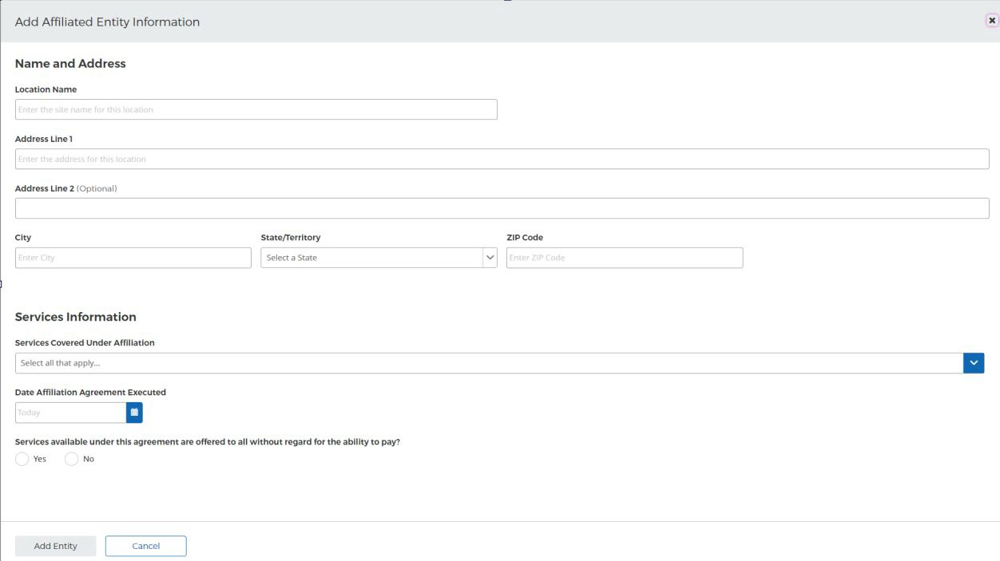 Add Affiliated Entity Information
Name and Address
Location Name
Enter the site name for this location
Address Line 1
Enter the address for this location
Address Line 2 (Optional)
City State/Territory ZIP Code
Enter City Select a State Enter ZIP Code
Services Information
Services Covered Under Affiliation
Select all that apply...
Date Affiliation Agreement Executed
Today
Services available under this agreement are offered to all without regard for the ability to pay?
Yes No
Add Entity Cancel